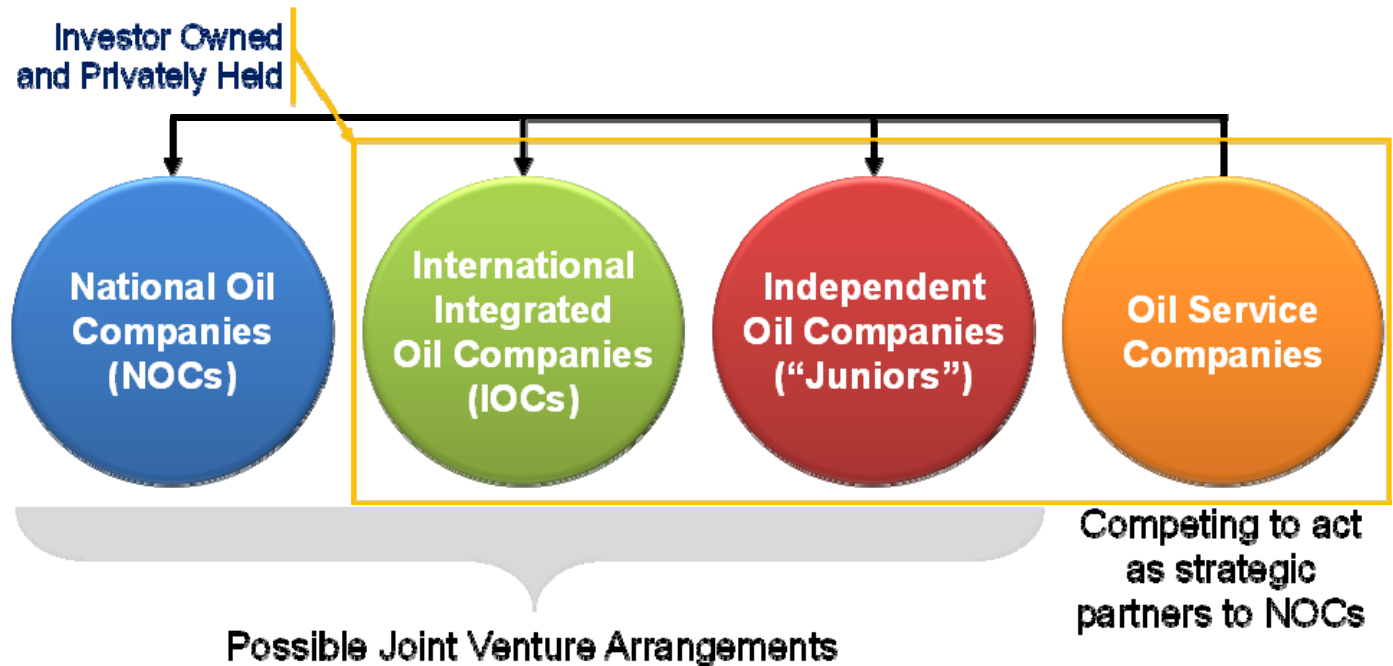 Investor Owned
and Privately Held
National Oil
Companies
(NOCs)
International
Integrated
Oil Companies
(IOCs)
Independent
Oil Companies
(“Juniors”)
Oil Service
Companies
Competing to act
as strategic
partners to NOCs
Possible Joint Venture Arrangements